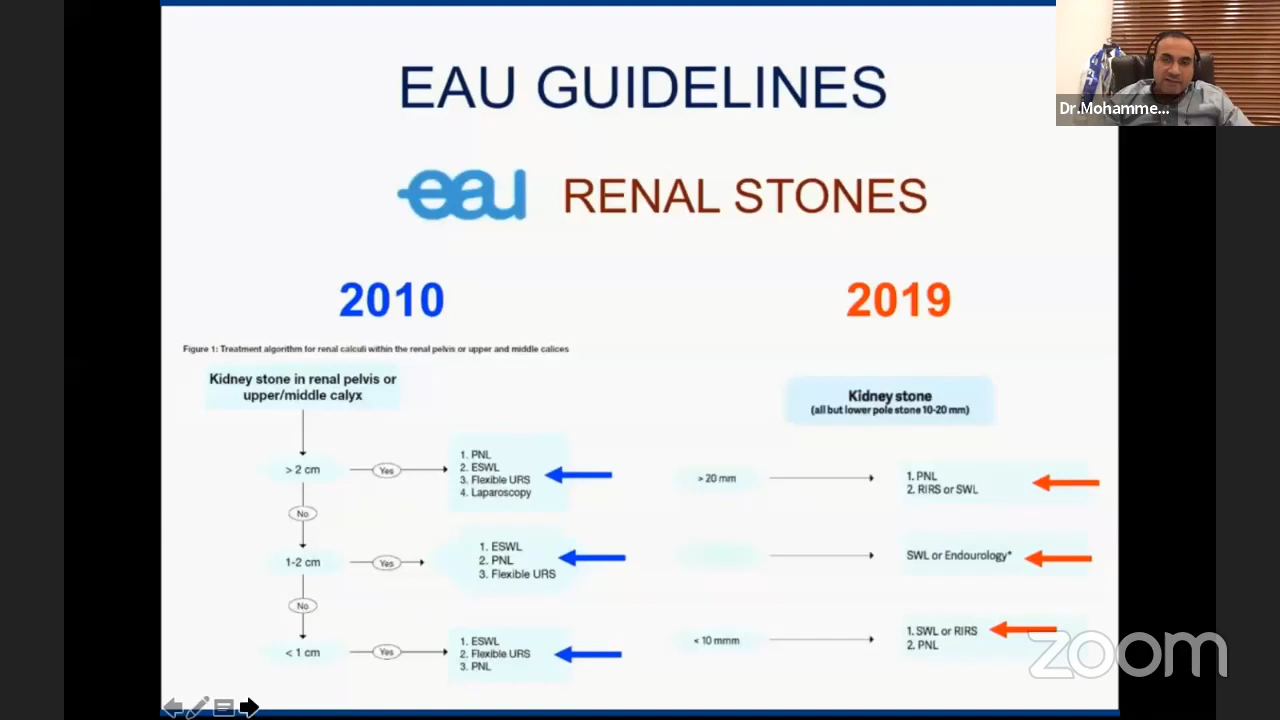 EAU GUIDELINES
eau RENAL STONES
2010
2019
Figure 1: Treatment algorithm for renal calculi within the renal pelvis or upper and middle calices
Kidney stone in renal pelvis or
upper/middle calyx
> 2 cm
Yes
1. PNL
2. ESWL
3. Flexible URS
4. Laparoscopy
No
1-2 cm
Yes
1. ESWL
2. PNL
3. Flexible URS
No
< 1 cm
Yes
1. ESWL
2. Flexible URS
3. PNL
Kidney stone
(all but lower pole stone 10-20 mm)
> 20 mm
1. PNL
2. RIRS or SWL
SWL or Endourology*
< 10 mmm
1. SWL or RIRS
2. PNL
Dr.Mohamme...
zoom